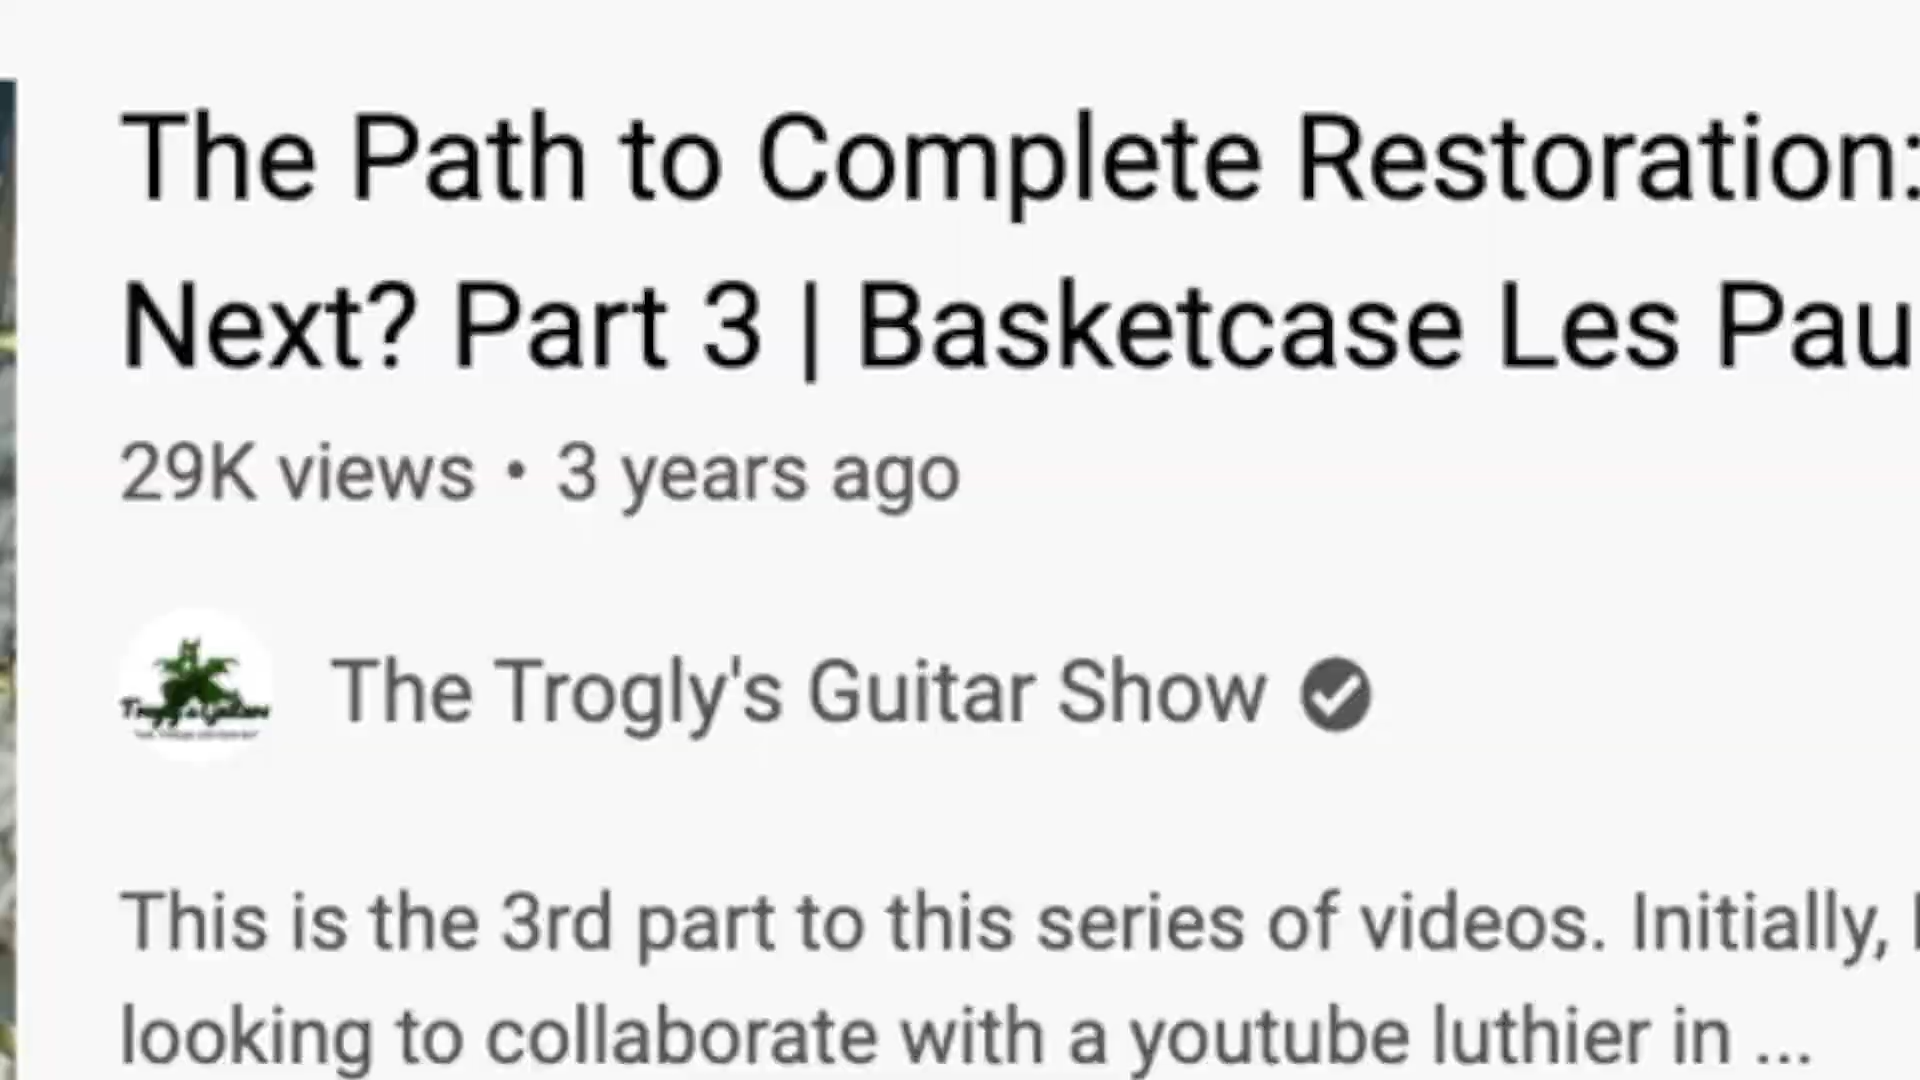 The Path to Complete Restoration:
Next? Part 3 | Basketcase Les Pau
29K views • 3 years ago
The Trogly's Guitar Show
This is the 3rd part to this series of videos. Initially,
looking to collaborate with a youtube luthier in ...